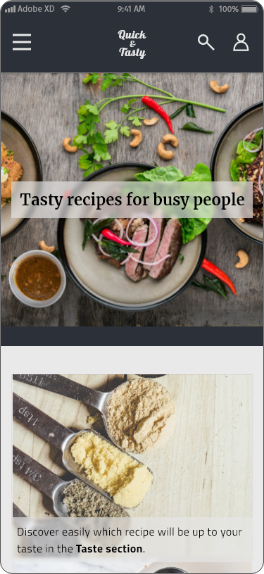 Adobe XD 9:41 AM 100%
Quick
&
Tasty
Tasty recipes for busy people
Discover easily which recipe will be up to your
taste in the Taste section.